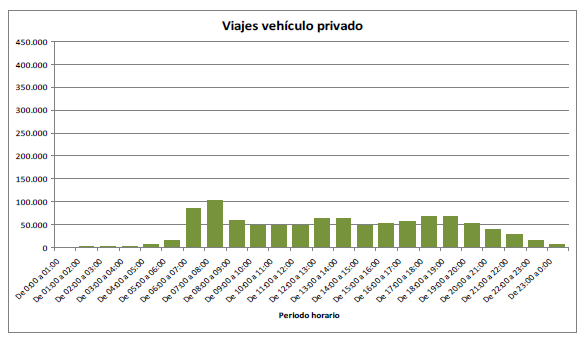 Viajes vehículo privado
450.000
400.000
350.000
300.000
250.000
200.000
150.000
100.000
50.000
0
De 0:00 a 01:00
De 01:00 a 02:00
De 02:00 a 03:00
De 03:00 a 04:00
De 04:00 a 05:00
De 05:00 a 06:00
De 06:00 a 07:00
De 07:00 a 08:00
De 08:00 a 09:00
De 09:00 a 10:00
De 10:00 a 11:00
De 11:00 a 12:00
De 12:00 a 13:00
De 13:00 a 14:00
De 14:00 a 15:00
De 15:00 a 16:00
De 16:00 a 17:00
De 17:00 a 18:00
De 18:00 a 19:00
De 19:00 a 20:00
De 20:00 a 21:00
De 21:00 a 22:00
De 22:00 a 23:00
De 23:00 a 0:00
Periodo horario